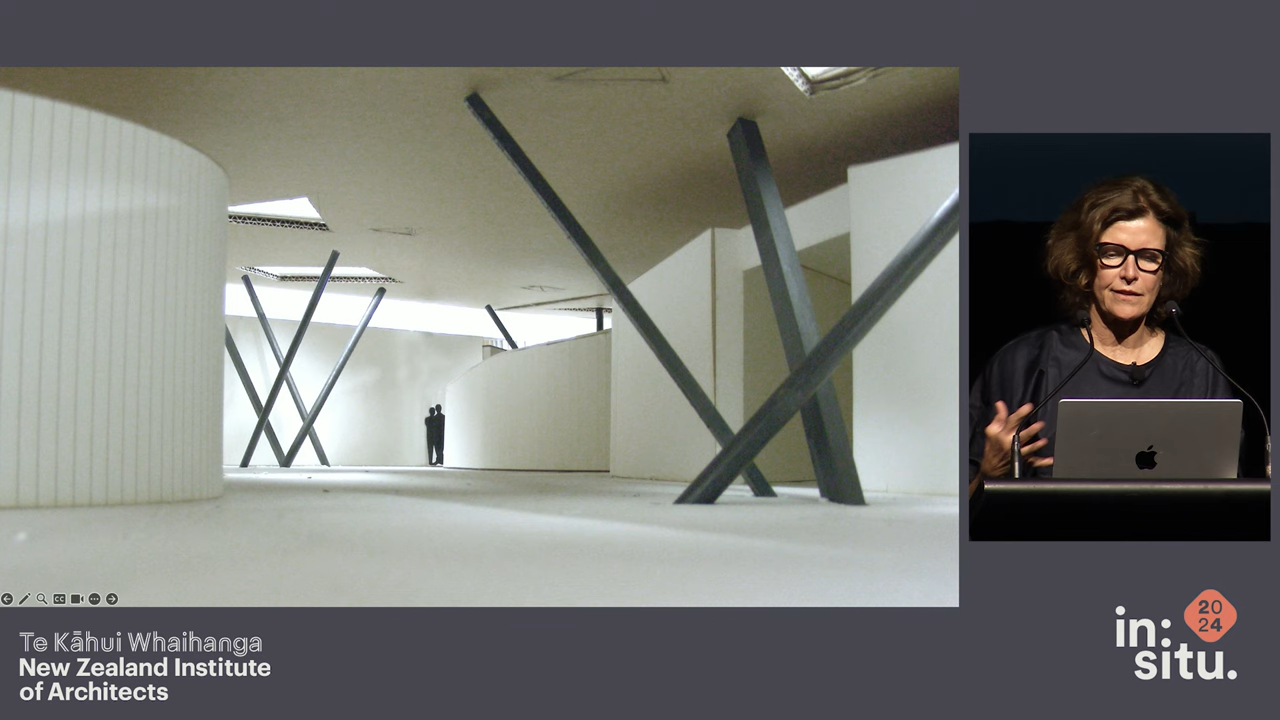 Te Kāhui Whaihanga
New Zealand Institute
of Architects
in:
situ.
20
24